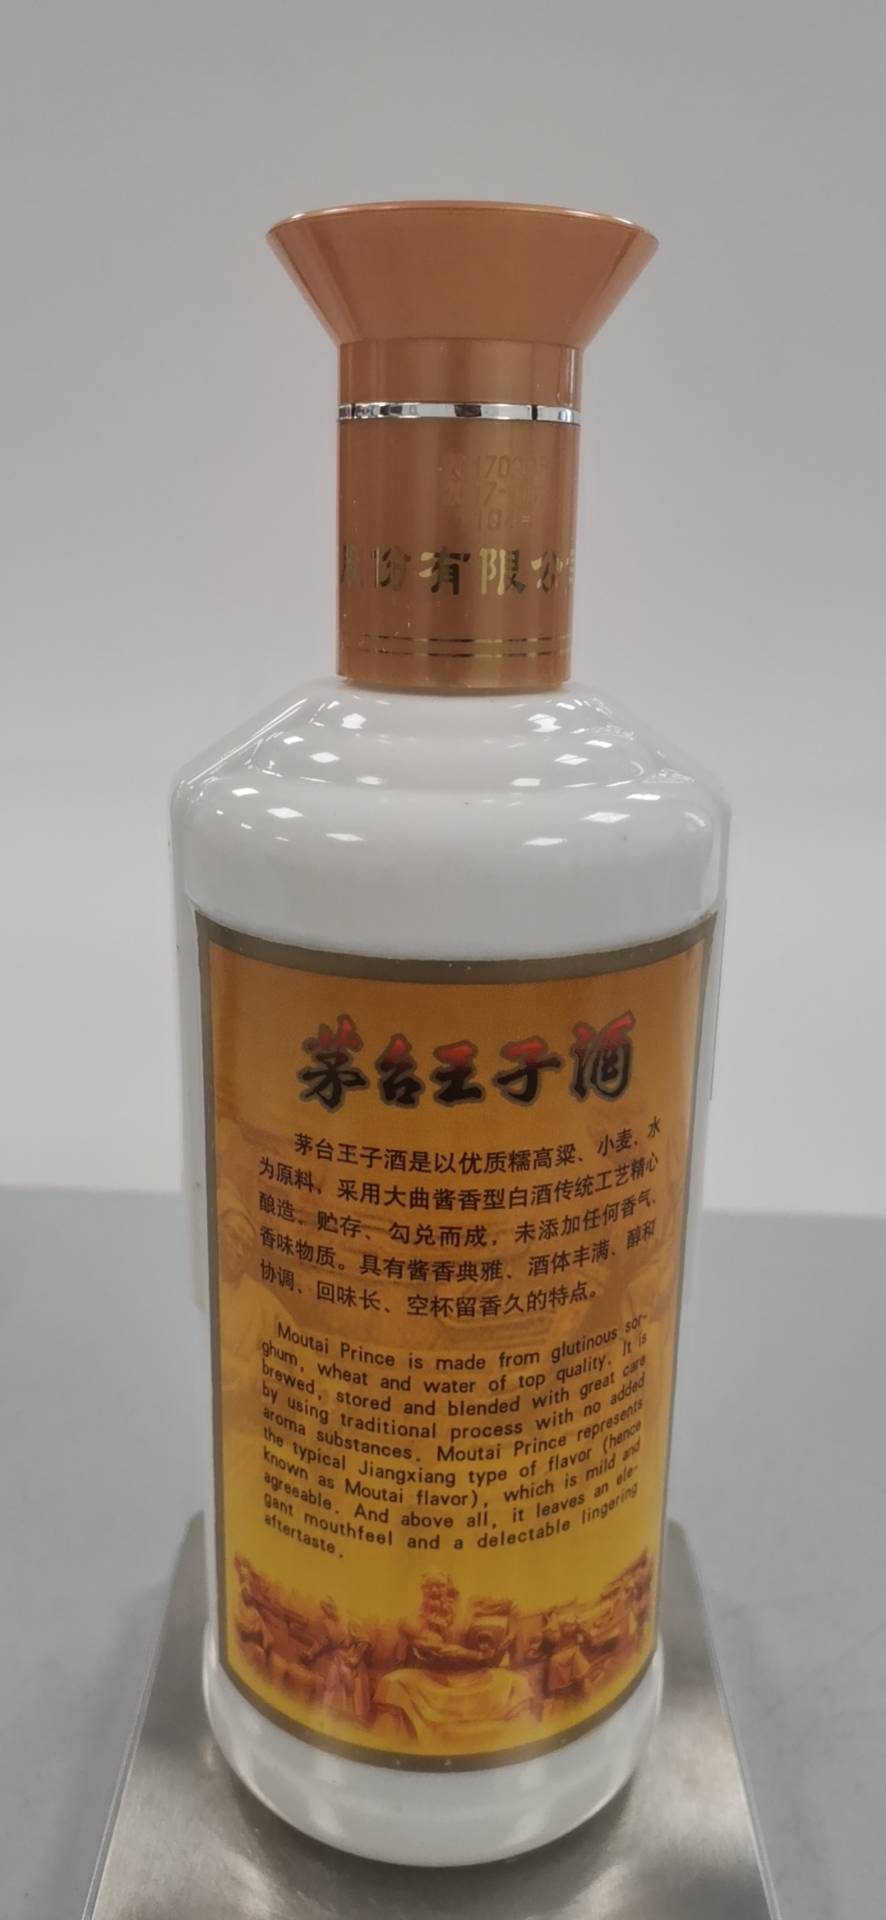 份有限公
茅台王子酒
茅台王子酒是以优质糯高粱、小麦、水
为原料，采用大曲酱香型白酒传统工艺精心
酿造、贮存、勾兑而成，未添加任何香气、
香味物质。具有酱香典雅、酒体丰满、醇和
协调、回味长、空杯留香久的特点。
Moutai Prince is made from glutinous sor-
ghum, wheat and water of top quality. It is
brewed, stored and blended with great care
by using traditional process with no added
aroma substances. Moutai Prince represents
the typical Jiangxiang type of flavor (hence
known as Moutai flavor), which is mild and
agreeable. And above all, it leaves an ele-
gant mouthfeel and a delectable lingering
aftertaste.